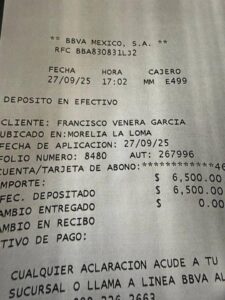 ** BBVA MEXICO, S.A. **
RFC BBA830831LJ2
FECHA HORA CAJERO
27/09/25 17:02 MM E499
DEPOSITO EN EFECTIVO
CLIENTE: FRANCISCO VENERA GARCIA
UBICADO EN:MORELIA LA LOMA
FECHA DE APLICACION: 27/09/25
FOLIO NUMERO: 8480 AUT: 267996
CUENTA/TARJETA DE ABONO:************46
IMPORTE: $ 6,500.00
EFEC. DEPOSITADO $ 6,500.00
AMBIO ENTREGADO $ 0.00
AMBIO EN RECIBO
TIVO DE PAGO:
CUALQUIER ACLARACION ACUDE A TU
SUCURSAL O LLAMA A LINEA BBVA AL